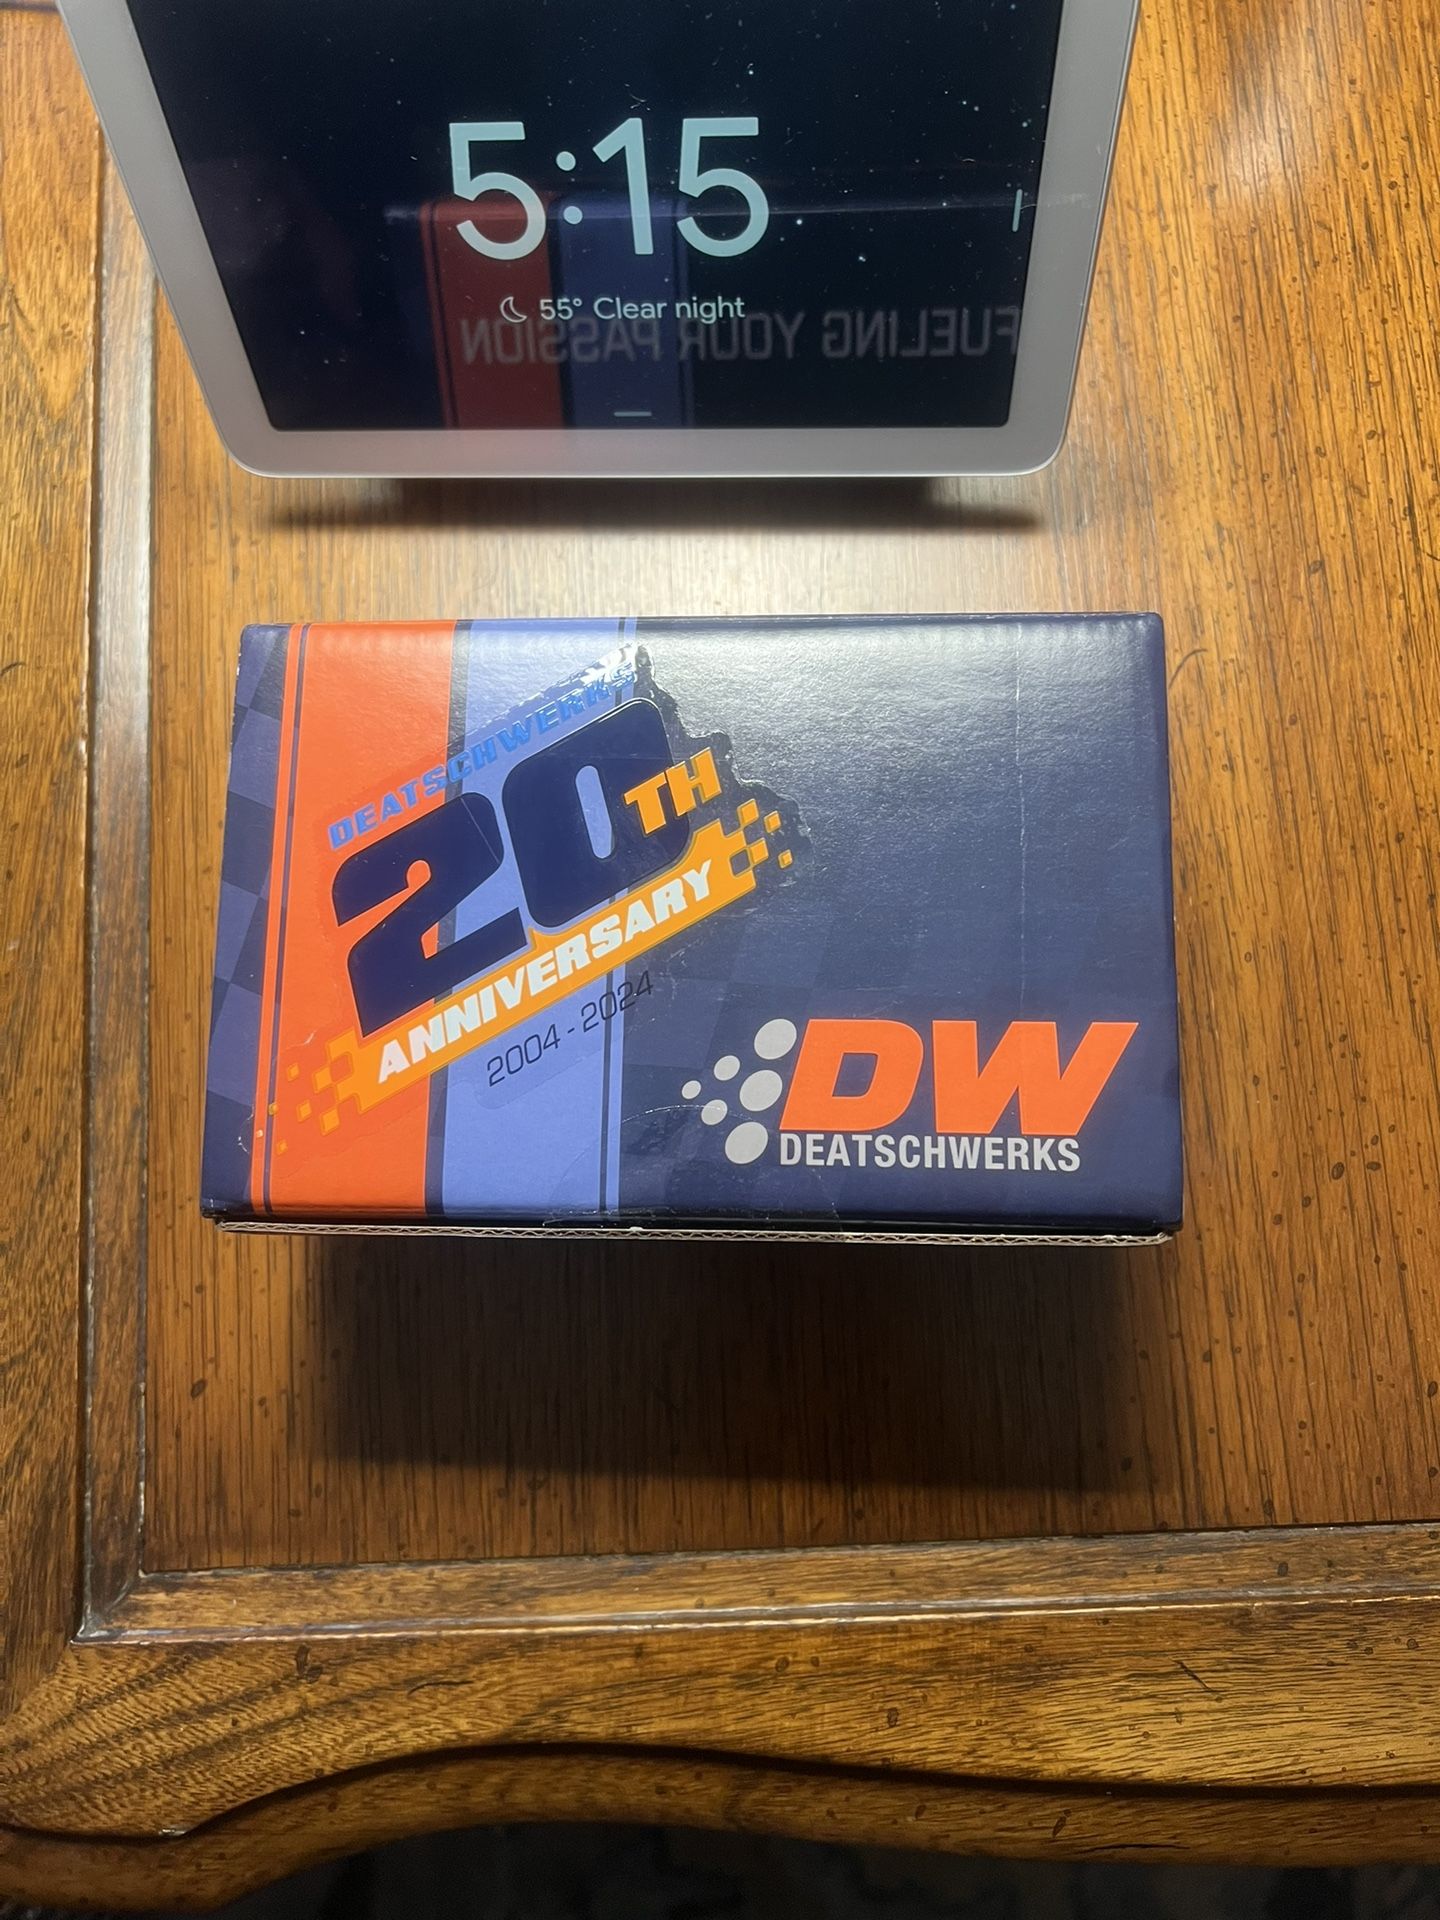 5:15
55° Clear night
FUELING YOUR PASSION
DEATSCHWERKS
20TH
ANNIVERSARY
2004 - 2024
DW
DEATSCHWERKS